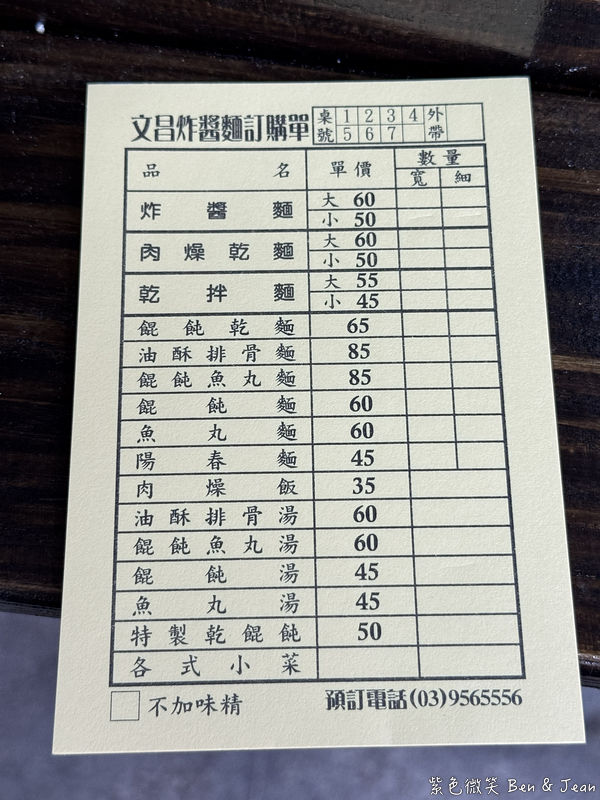 文昌炸醬麵訂購單 桌號 1 2 3 4 5 6 7 外帶
品名 單價 數量
寬 細
炸醬麵 大 60
小 50
肉燥乾麵 大 60
小 50
乾拌麵 大 55
小 45
餛飩乾麵 65
油酥排骨麵 85
餛飩魚丸麵 85
餛飩麵 60
魚丸麵 60
陽春麵 45
肉燥飯 35
油酥排骨湯 60
餛飩魚丸湯 60
餛飩湯 45
魚丸湯 45
特製乾餛飩 50
各式小菜
不加味精 預訂電話(03)9565556
紫色微笑 Ben & Jean